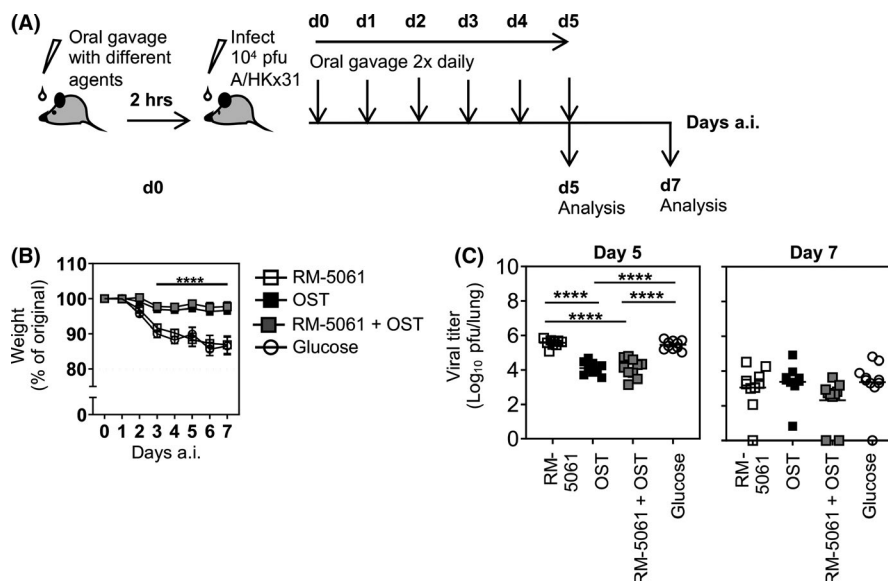 (A)
Oral gavage
with different
agents
2 hrs
Infect
10⁴ pfu
A/HKx31
d0 d1 d2 d3 d4 d5
Oral gavage 2x daily
Days a.i.
d0
d5
Analysis
d7
Analysis
(B)
Weight
(% of original)
110
100
90
80
0
****
0 1 2 3 4 5 6 7
Days a.i.
RM-5061
OST
RM-5061 + OST
Glucose
(C)
Day 5
Day 7
Viral titer
(Log₁₀ pfu/lung)
10
8
6
4
2
0
****
**** ****
****
RM-
5061
OST
RM-5061 + OST
Glucose
RM-
5061
OST
RM-5061 + OST
Glucose